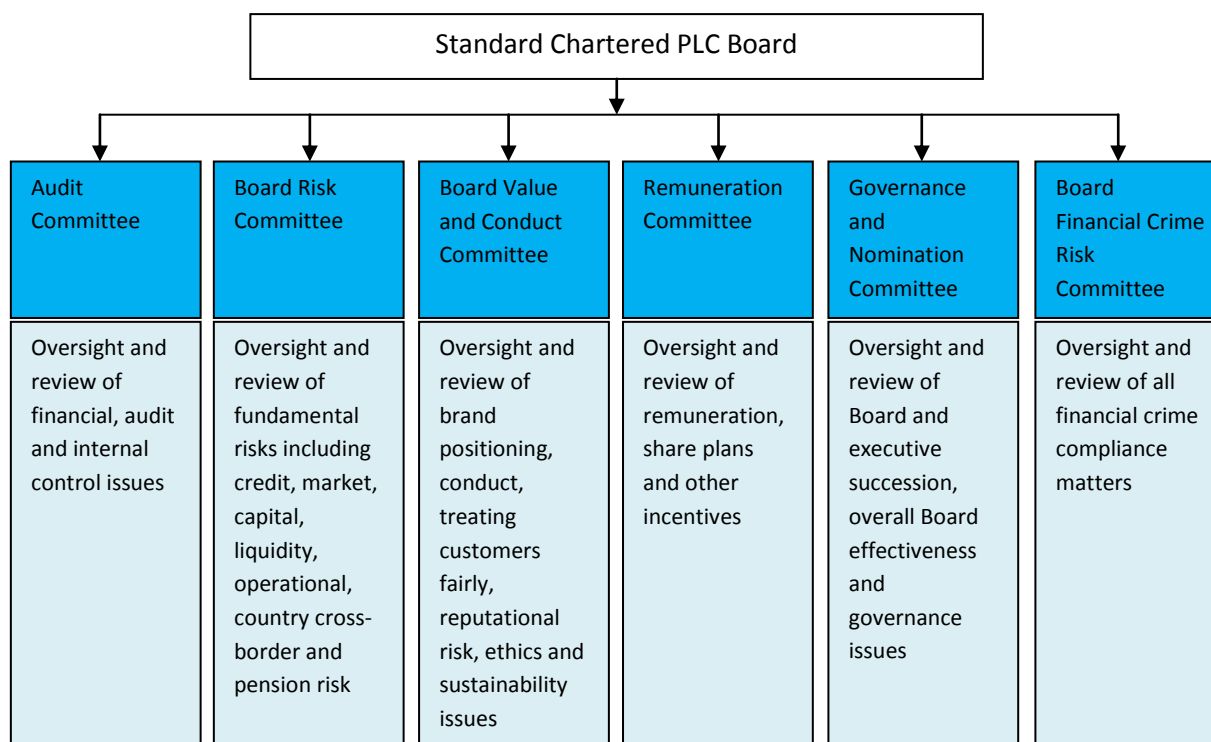 Standard Chartered PLC Board
Audit
Committee
Board Risk
Committee
Board Value
and Conduct
Committee
Remuneration
Committee
Governance
and
Nomination
Committee
Board
Financial Crime
Risk
Committee
Oversight and
review of
financial, audit
and internal
control issues
Oversight and
review of
fundamental
risks including
credit, market,
capital,
liquidity,
operational,
country cross-
border and
pension risk
Oversight and
review of
brand
positioning,
conduct,
treating
customers
fairly,
reputational
risk, ethics and
sustainability
issues
Oversight and
review of
remuneration,
share plans
and other
incentives
Oversight and
review of
Board and
executive
succession,
overall Board
effectiveness
and
governance
issues
Oversight and
review of all
financial crime
compliance
matters